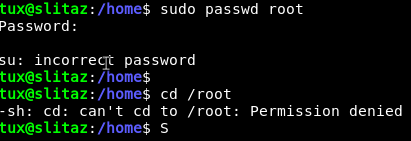 tux@slitaz:/home$ sudo passwd root
Password:
su: incorrect password
tux@slitaz:/home$
tux@slitaz:/home$ cd /root
-sh: cd: can't cd to /root: Permission denied
tux@slitaz:/home$ S